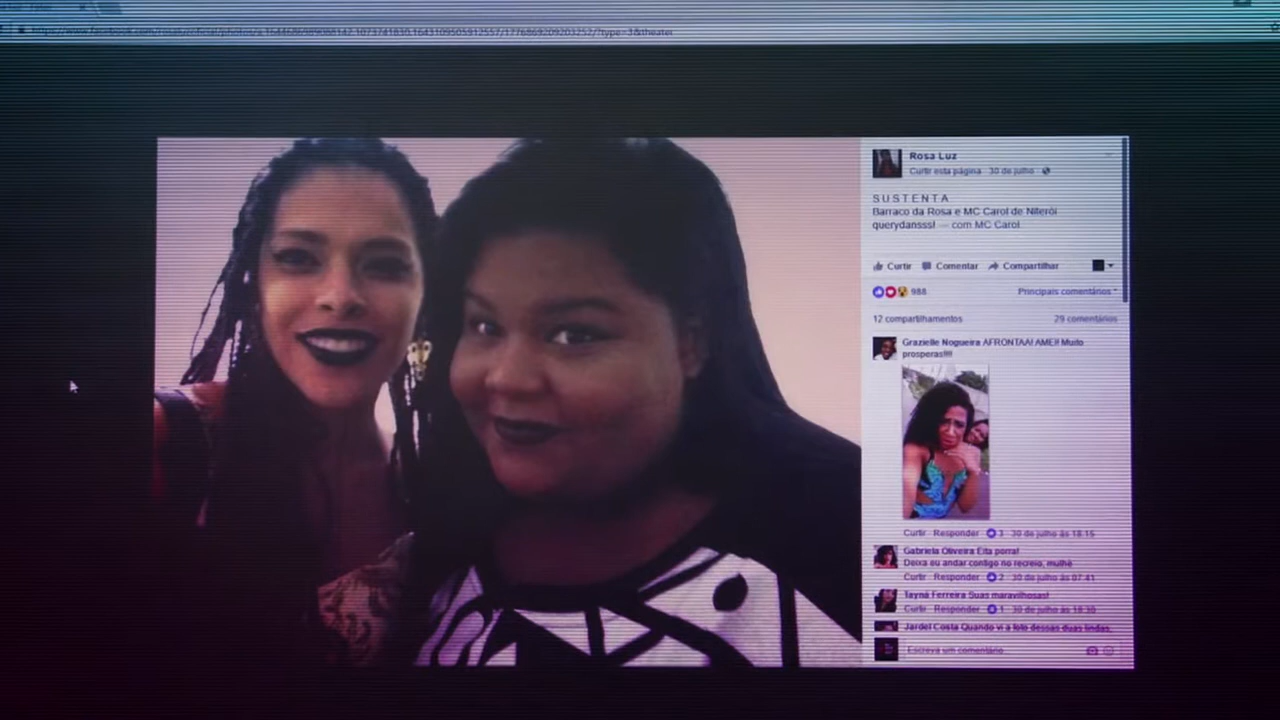 Rosa Luz
Curtir esta página · 30 de julho ·
S U S T E N T A
Barraco da Rosa e MC Carol de Niterói
querydansss! — com MC Carol.
Curtir Comentar Compartilhar
988 Principais comentários
12 compartilhamentos 29 comentários
Grazielle Nogueira AFRONTAA! AMEI! Muito
prosperas!!!!
Curtir · Responder · 3 · 30 de julho às 18:15
Gabriela Oliveira Eita porra!
Deixa eu andar contigo no recreio, mulhé
Curtir · Responder · 2 · 30 de julho às 07:41
Tayná Ferreira Suas maravilhosas!
Curtir · Responder · 1 · 30 de julho às 18:30
Jardel Costa Quando vi a foto dessas duas lindas,
Escreva um comentário...